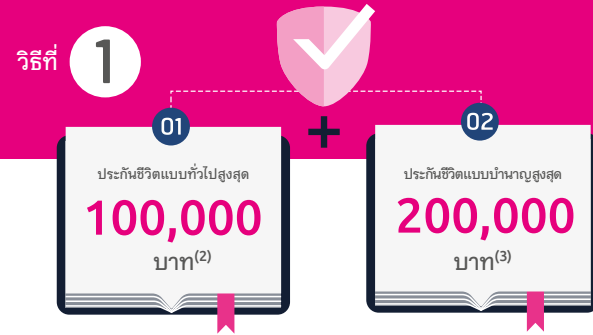 วิธีที่ 1
01
ประกันชีวิตแบบทั่วไปสูงสุด
100,000
บาท(2)
+
02
ประกันชีวิตแบบบำนาญสูงสุด
200,000
บาท(3)